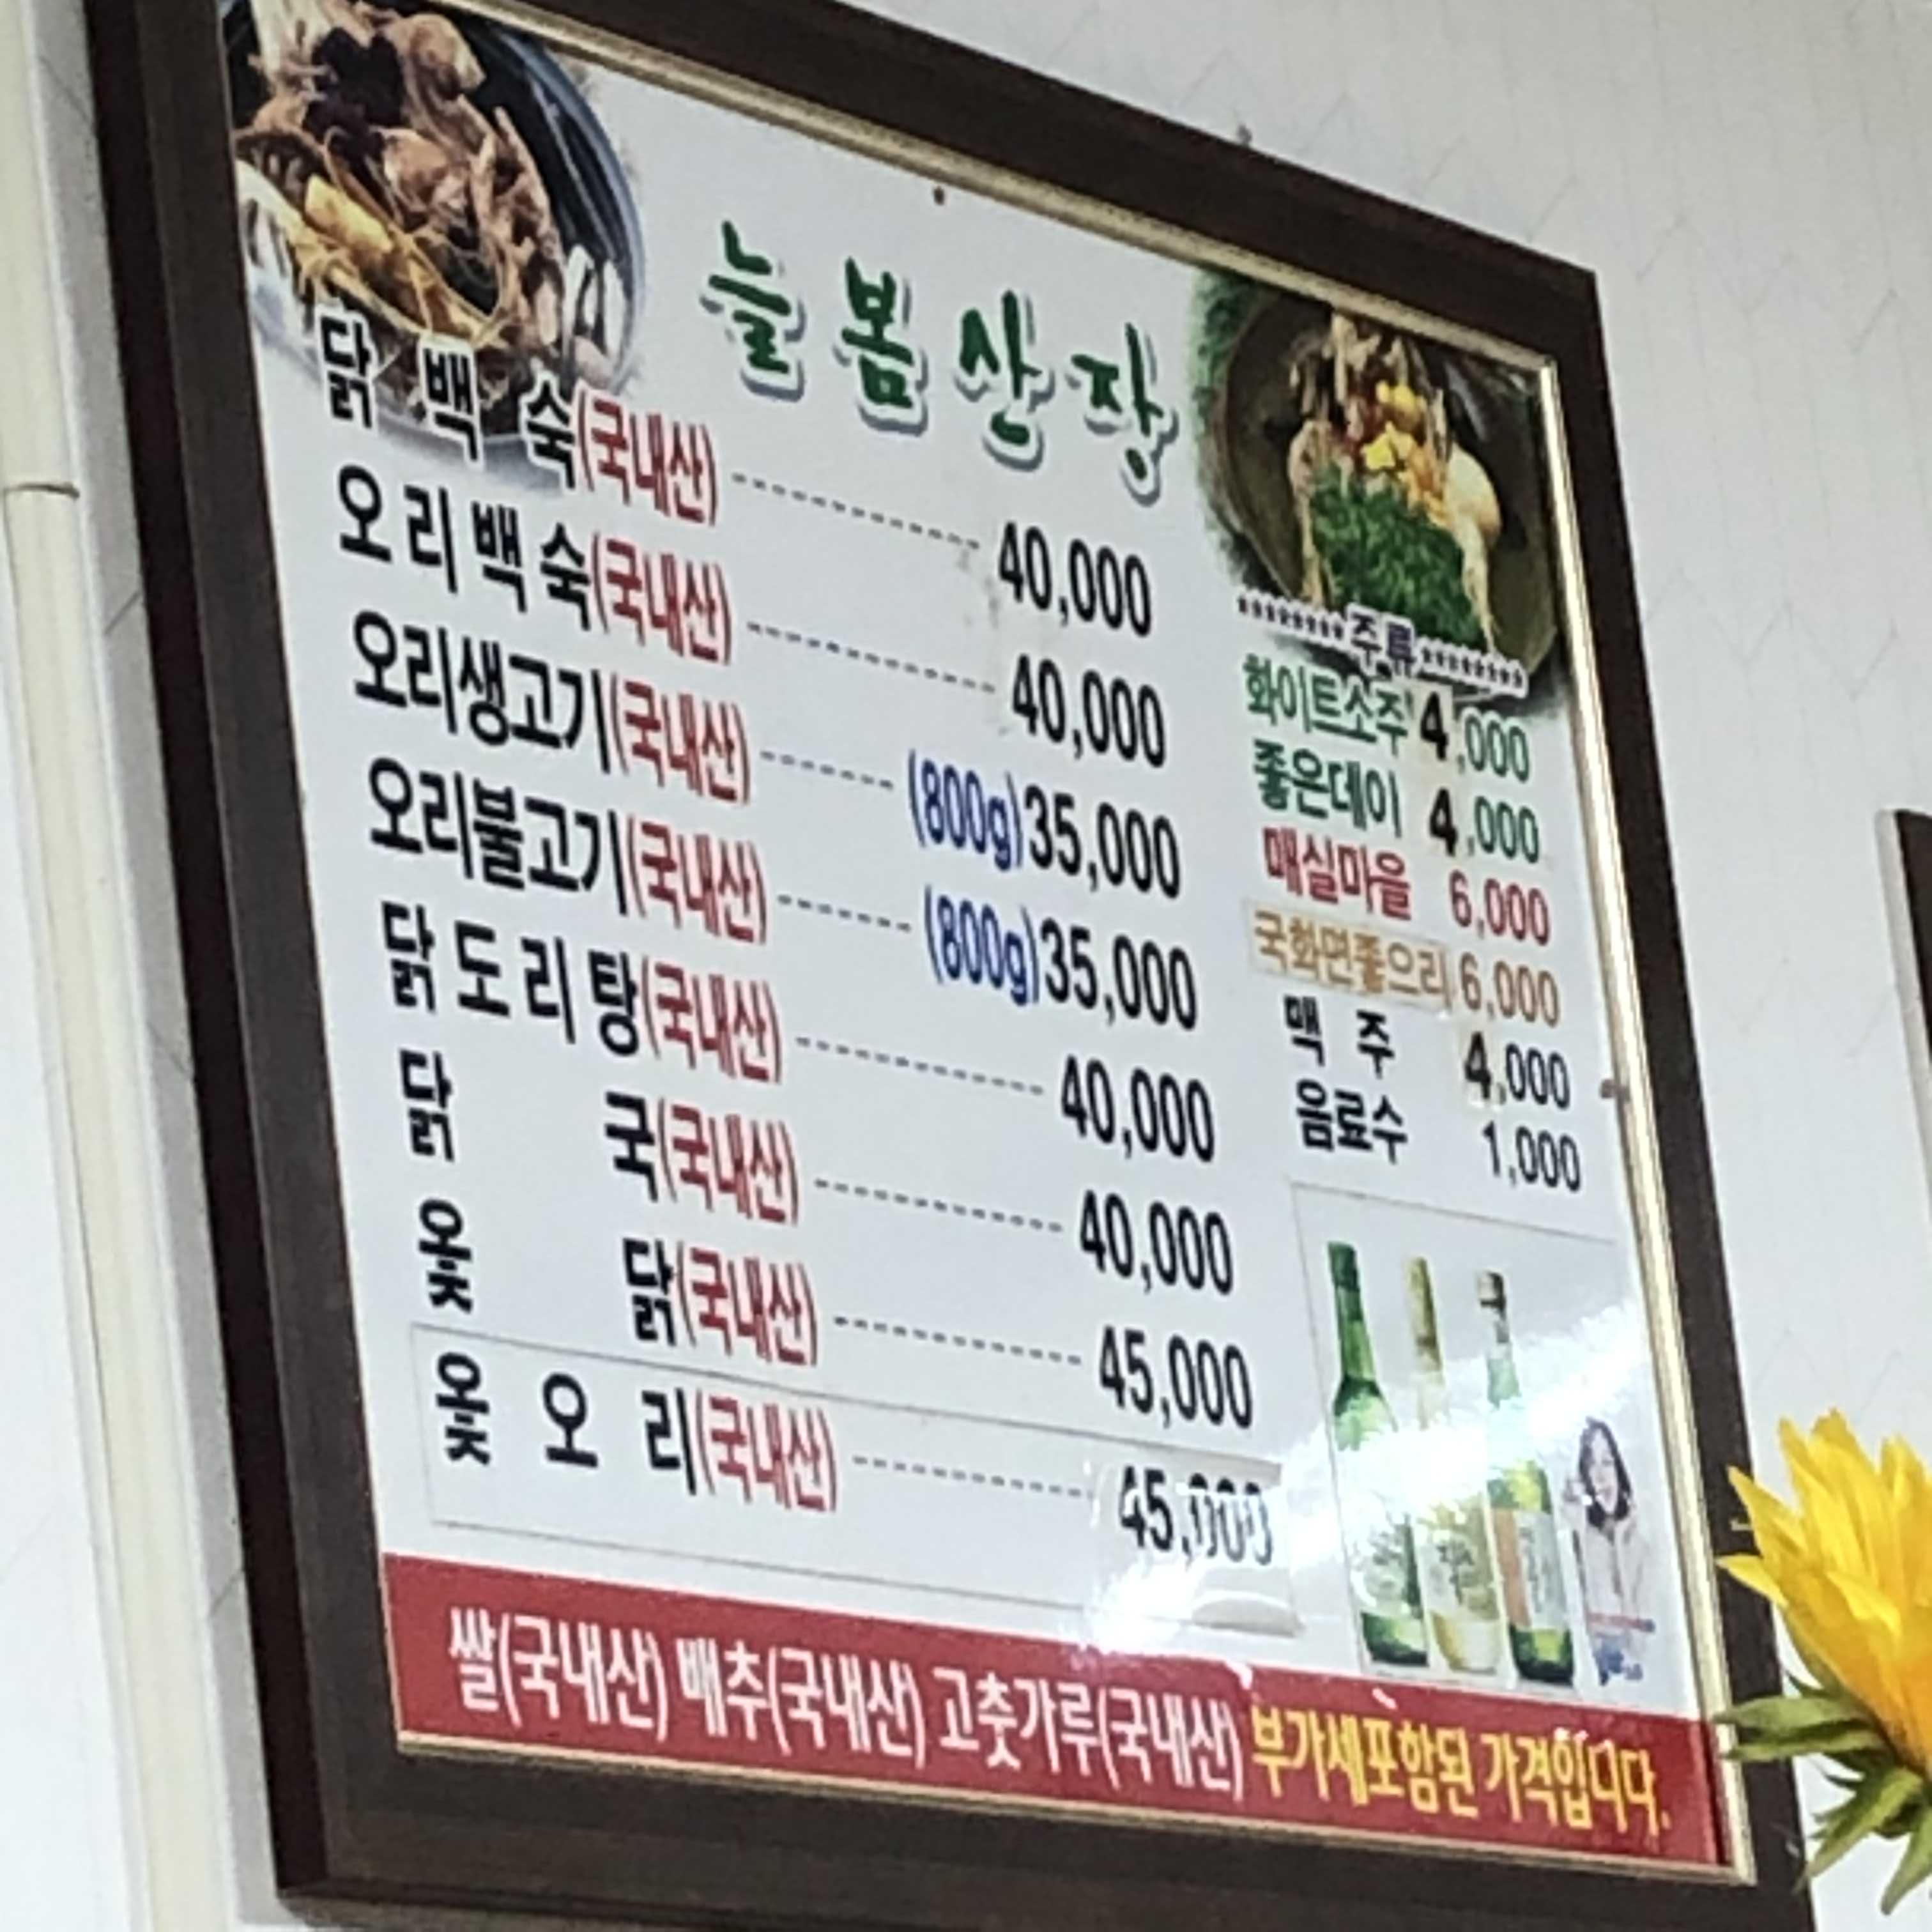 늘봄산장
닭백숙(국내산) 40,000
오리백숙(국내산) 40,000
오리생고기(국내산) (800g)35,000
오리불고기(국내산) (800g)35,000
닭도리탕(국내산) 40,000
닭국(국내산) 40,000
옻닭(국내산) 45,000
옻오리(국내산) 45,000
주류
화이트소주 4,000
좋은데이 4,000
매실마을 6,000
국화면좋으리 6,000
맥주 4,000
음료수 1,000
쌀(국내산) 배추(국내산) 고춧가루(국내산) 부가세포함된 가격입니다.